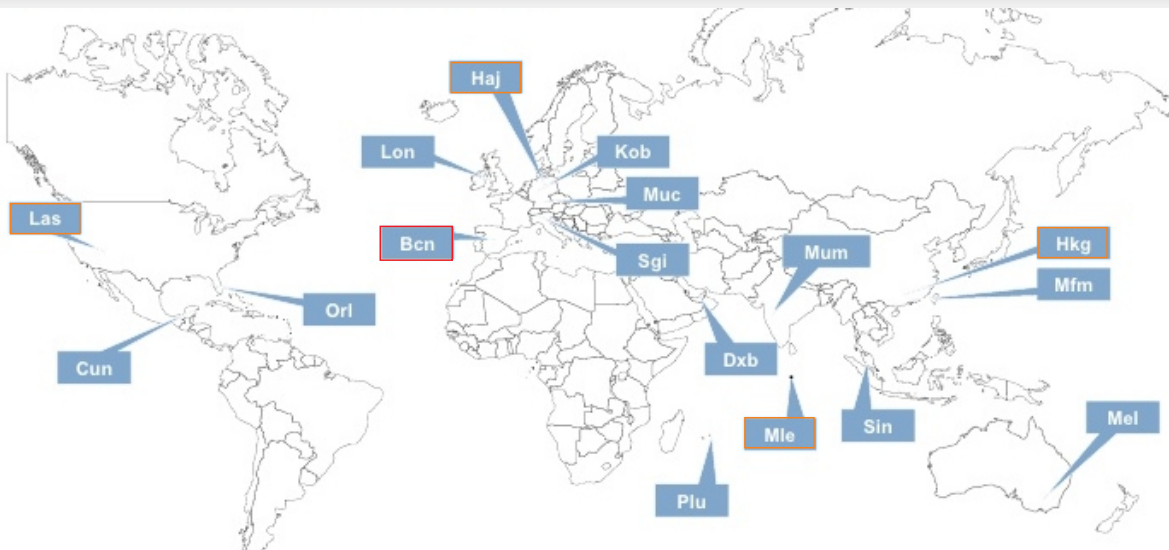 Haj
Lon
Kob
Muc
Las
Bcn
Sgi
Mum
Hkg
Mfm
Orl
Cun
Dxb
Mle
Sin
Mel
Plu